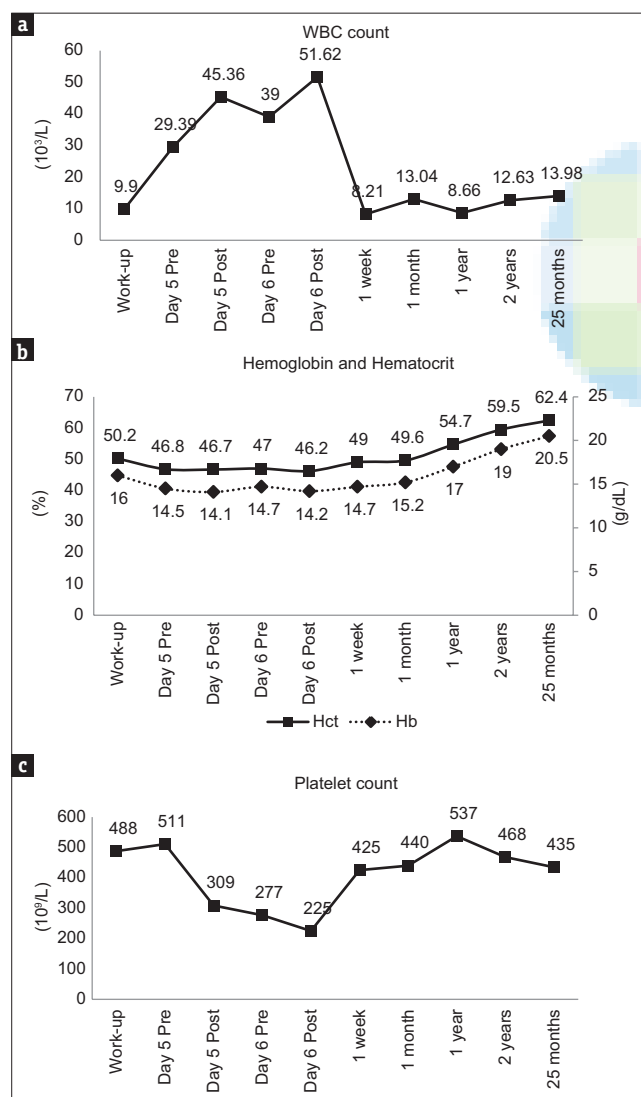 a
WBC count
60
50
40
30
20
10
0
(10³/L)
9.9
29.39
45.36
39
51.62
8.21
13.04
8.66
12.63
13.98
Work-up
Day 5 Pre
Day 5 Post
Day 6 Pre
Day 6 Post
1 week
1 month
1 year
2 years
25 months
b
Hemoglobin and Hematocrit
70
60
50
40
30
20
10
0
(%)
25
20
15
10
5
0
(g/dL)
50.2
46.8
46.7
47
46.2
49
49.6
54.7
59.5
62.4
16
14.5
14.1
14.7
14.2
14.7
15.2
17
19
20.5
Work-up
Day 5 Pre
Day 5 Post
Day 6 Pre
Day 6 Post
1 week
1 month
1 year
2 years
25 months
Hct Hb
c
Platelet count
600
500
400
300
200
100
0
(10⁹/L)
488
511
309
277
225
425
440
537
468
435
Work-up
Day 5 Pre
Day 5 Post
Day 6 Pre
Day 6 Post
1 week
1 month
1 year
2 years
25 months